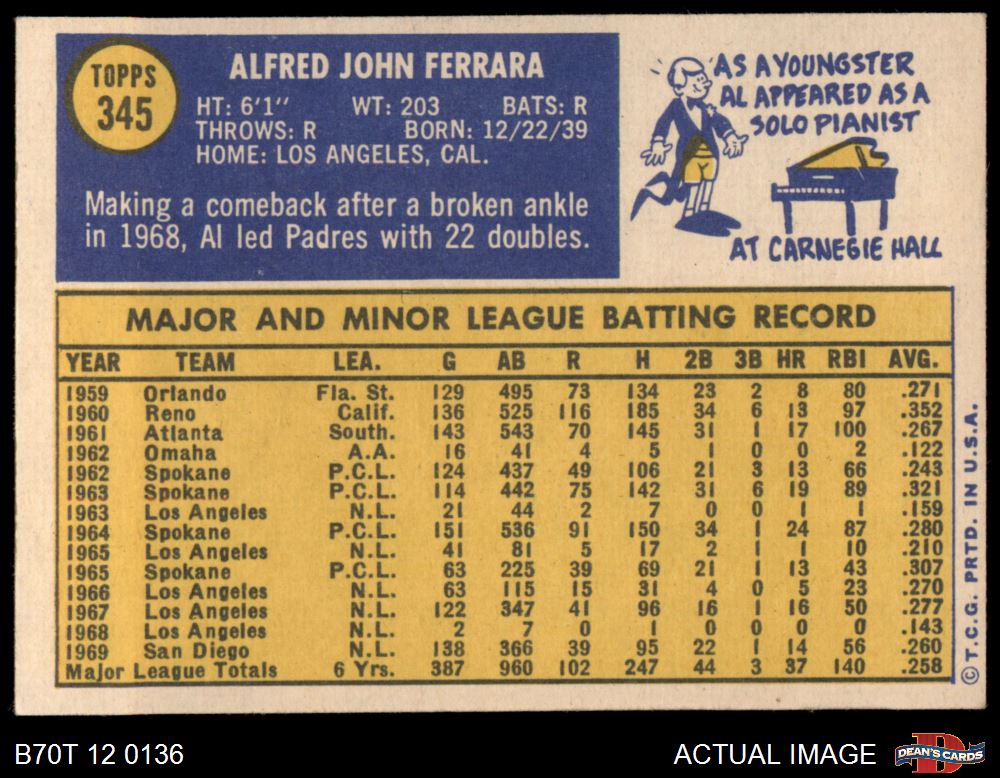 TOPPS
345
ALFRED JOHN FERRARA
HT: 6'1" WT: 203 BATS: R
THROWS: R BORN: 12/22/39
HOME: LOS ANGELES, CAL.
Making a comeback after a broken ankle
in 1968, Al led Padres with 22 doubles.
AS A YOUNGSTER
AL APPEARED AS A
SOLO PIANIST
AT CARNEGIE HALL
MAJOR AND MINOR LEAGUE BATTING RECORD
YEAR TEAM LEA. G AB R H 2B 3B HR RBI AVG.
1959 Orlando Fla. St. 129 495 73 134 23 2 8 80 .271
1960 Reno Calif. 136 525 116 185 34 6 13 97 .352
1961 Atlanta South. 143 543 70 145 31 1 17 100 .267
1962 Omaha A.A. 16 41 4 5 1 0 0 2 .122
1962 Spokane P.C.L. 124 437 49 106 21 3 13 66 .243
1963 Spokane P.C.L. 114 442 75 142 31 6 19 89 .321
1963 Los Angeles N.L. 21 44 2 7 0 0 1 1 .159
1964 Spokane P.C.L. 151 536 91 150 34 1 24 87 .280
1965 Los Angeles N.L. 41 81 5 17 2 1 1 10 .210
1965 Spokane P.C.L. 63 225 39 69 21 1 13 43 .307
1966 Los Angeles N.L. 63 115 15 31 4 0 5 23 .270
1967 Los Angeles N.L. 122 347 41 96 16 1 16 50 .277
1968 Los Angeles N.L. 2 7 0 1 0 0 0 0 .143
1969 San Diego N.L. 138 366 39 95 22 1 14 56 .260
Major League Totals 6 Yrs. 387 960 102 247 44 3 37 140 .258
© T.C.G. PRTD. IN U.S.A.
B70T 12 0136
ACTUAL IMAGE
D
DEAN'S CARDS